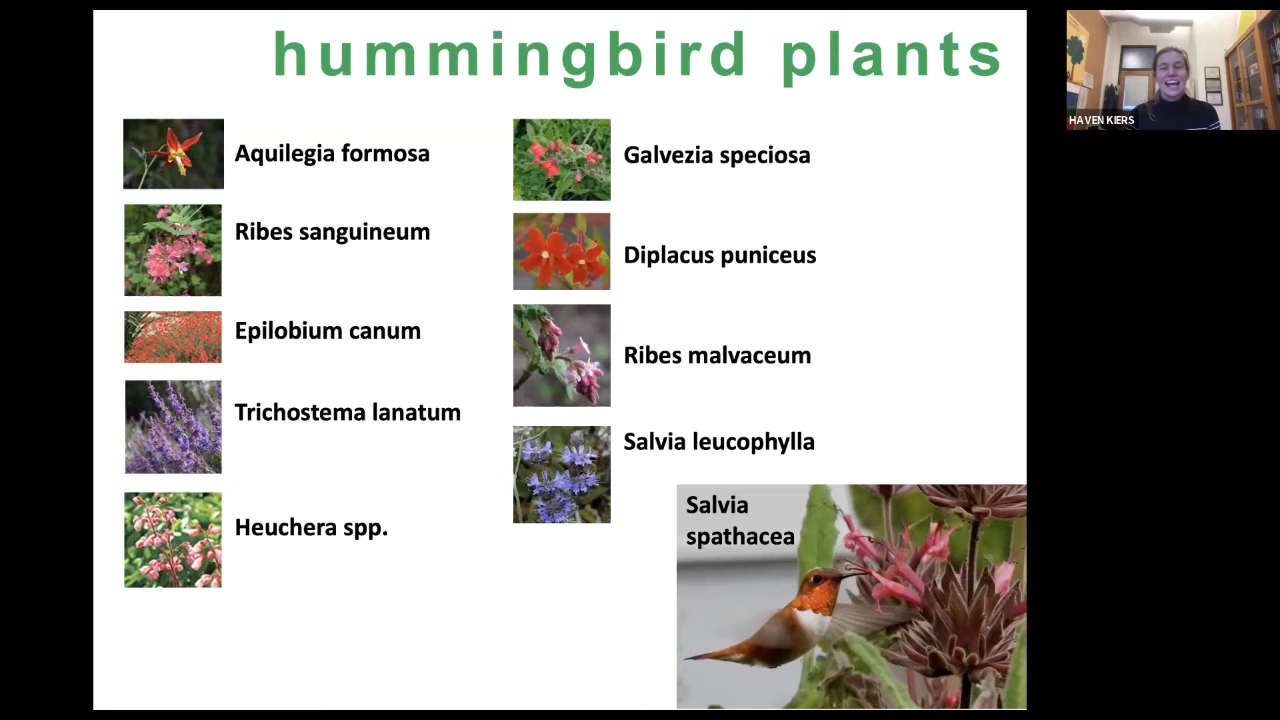 hummingbird plants
Aquilegia formosa
Ribes sanguineum
Epilobium canum
Trichostema lanatum
Heuchera spp.
Galvezia speciosa
Diplacus puniceus
Ribes malvaceum
Salvia leucophylla
Salvia
spathacea
HAVEN KIERS